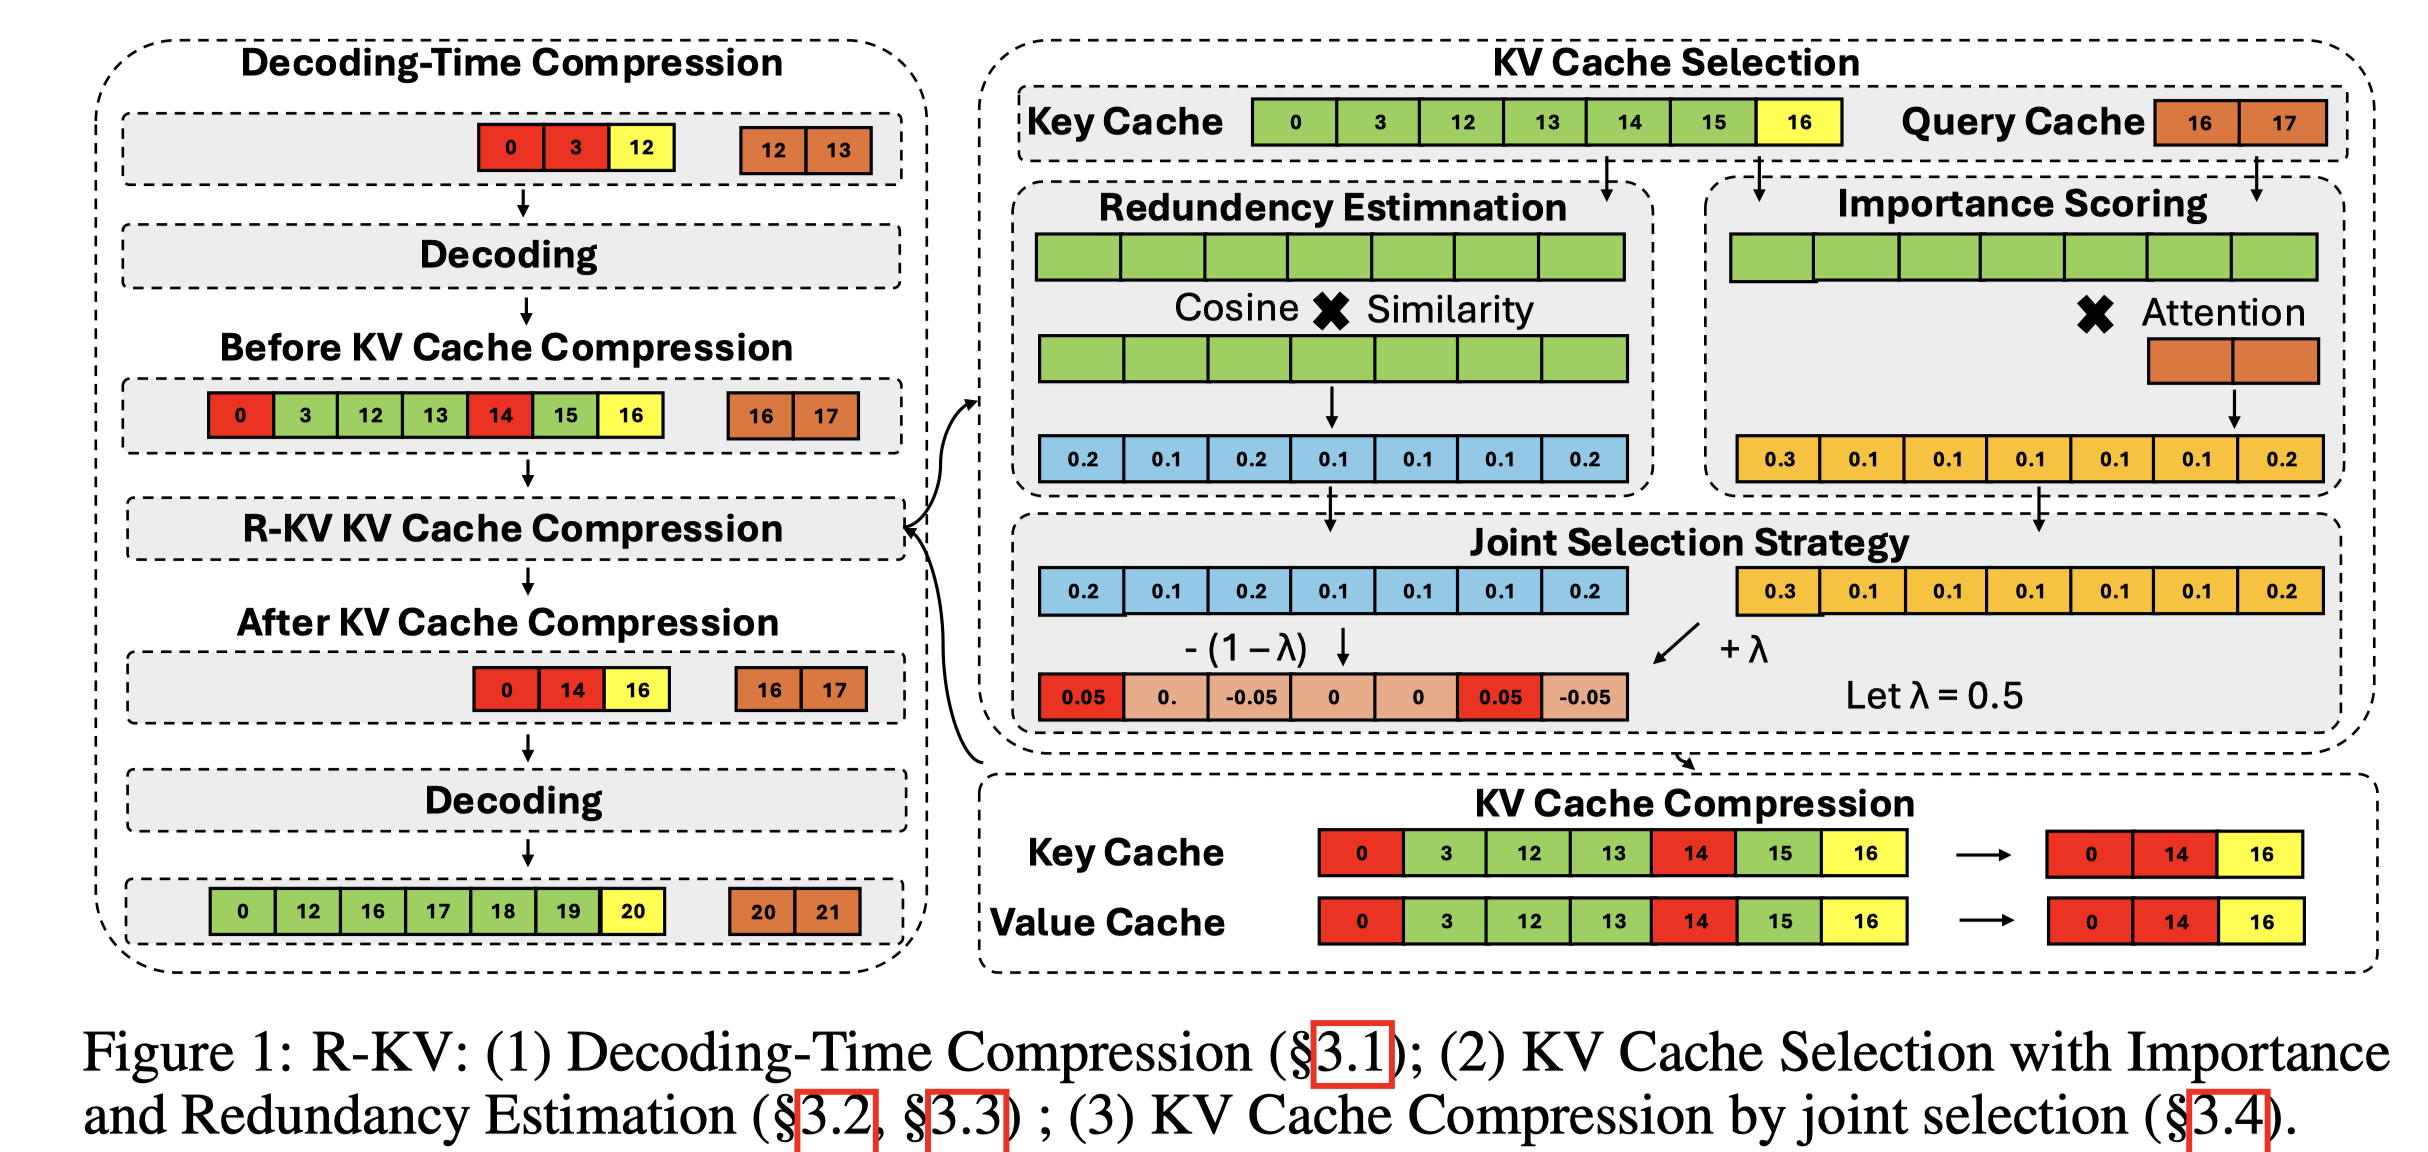 Decoding-Time Compression
0 3 12 12 13
Decoding
Before KV Cache Compression
0 3 12 13 14 15 16 16 17
R-KV KV Cache Compression
After KV Cache Compression
0 14 16 16 17
Decoding
0 12 16 17 18 19 20 20 21
KV Cache Selection
Key Cache 0 3 12 13 14 15 16 Query Cache 16 17
Redundency Estimnation
Cosine ✖ Similarity
0.2 0.1 0.2 0.1 0.1 0.1 0.2
Importance Scoring
✖ Attention
0.3 0.1 0.1 0.1 0.1 0.1 0.2
Joint Selection Strategy
0.2 0.1 0.2 0.1 0.1 0.1 0.2 0.3 0.1 0.1 0.1 0.1 0.1 0.2
- (1 – λ) + λ
0.05 0. -0.05 0 0 0.05 -0.05 Let λ = 0.5
KV Cache Compression
Key Cache 0 3 12 13 14 15 16 → 0 14 16
Value Cache 0 3 12 13 14 15 16 → 0 14 16
Figure 1: R-KV: (1) Decoding-Time Compression (§3.1); (2) KV Cache Selection with Importance
and Redundancy Estimation (§3.2, §3.3) ; (3) KV Cache Compression by joint selection (§3.4).